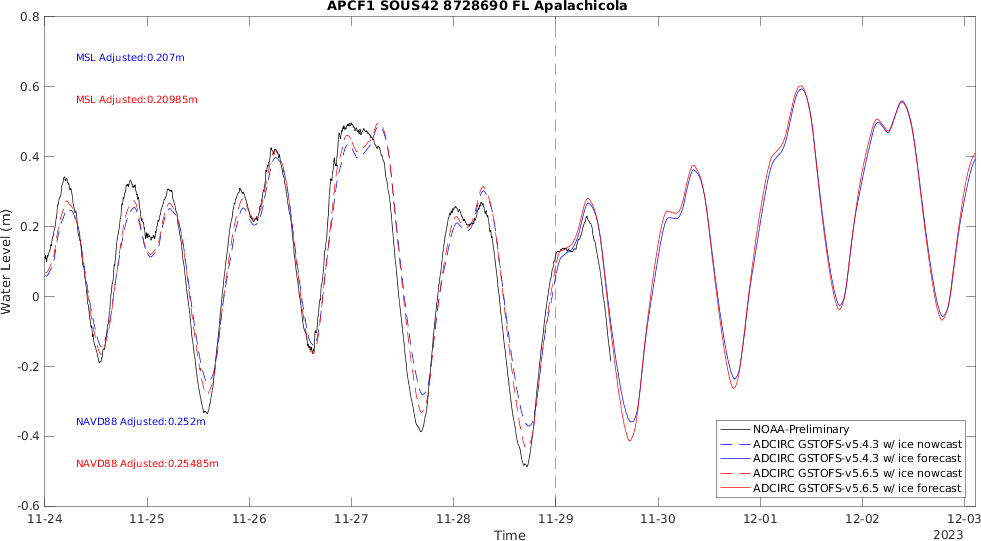 APCF1 SOUS42 8728690 FL Apalachicola
0.8
MSL Adjusted:0.207m
0.6
MSL Adjusted:0.20985m
0.4
0.2
Water Level (m)
0
-0.2
NAVD88 Adjusted:0.252m
-0.4
NAVD88 Adjusted:0.25485m
-0.6
NOAA-Preliminary
ADCIRC GSTOFS-v5.4.3 w/ ice nowcast
ADCIRC GSTOFS-v5.4.3 w/ ice forecast
ADCIRC GSTOFS-v5.6.5 w/ ice nowcast
ADCIRC GSTOFS-v5.6.5 w/ ice forecast
11-24 11-25 11-26 11-27 11-28 11-29 11-30 12-01 12-02 12-03
Time
2023